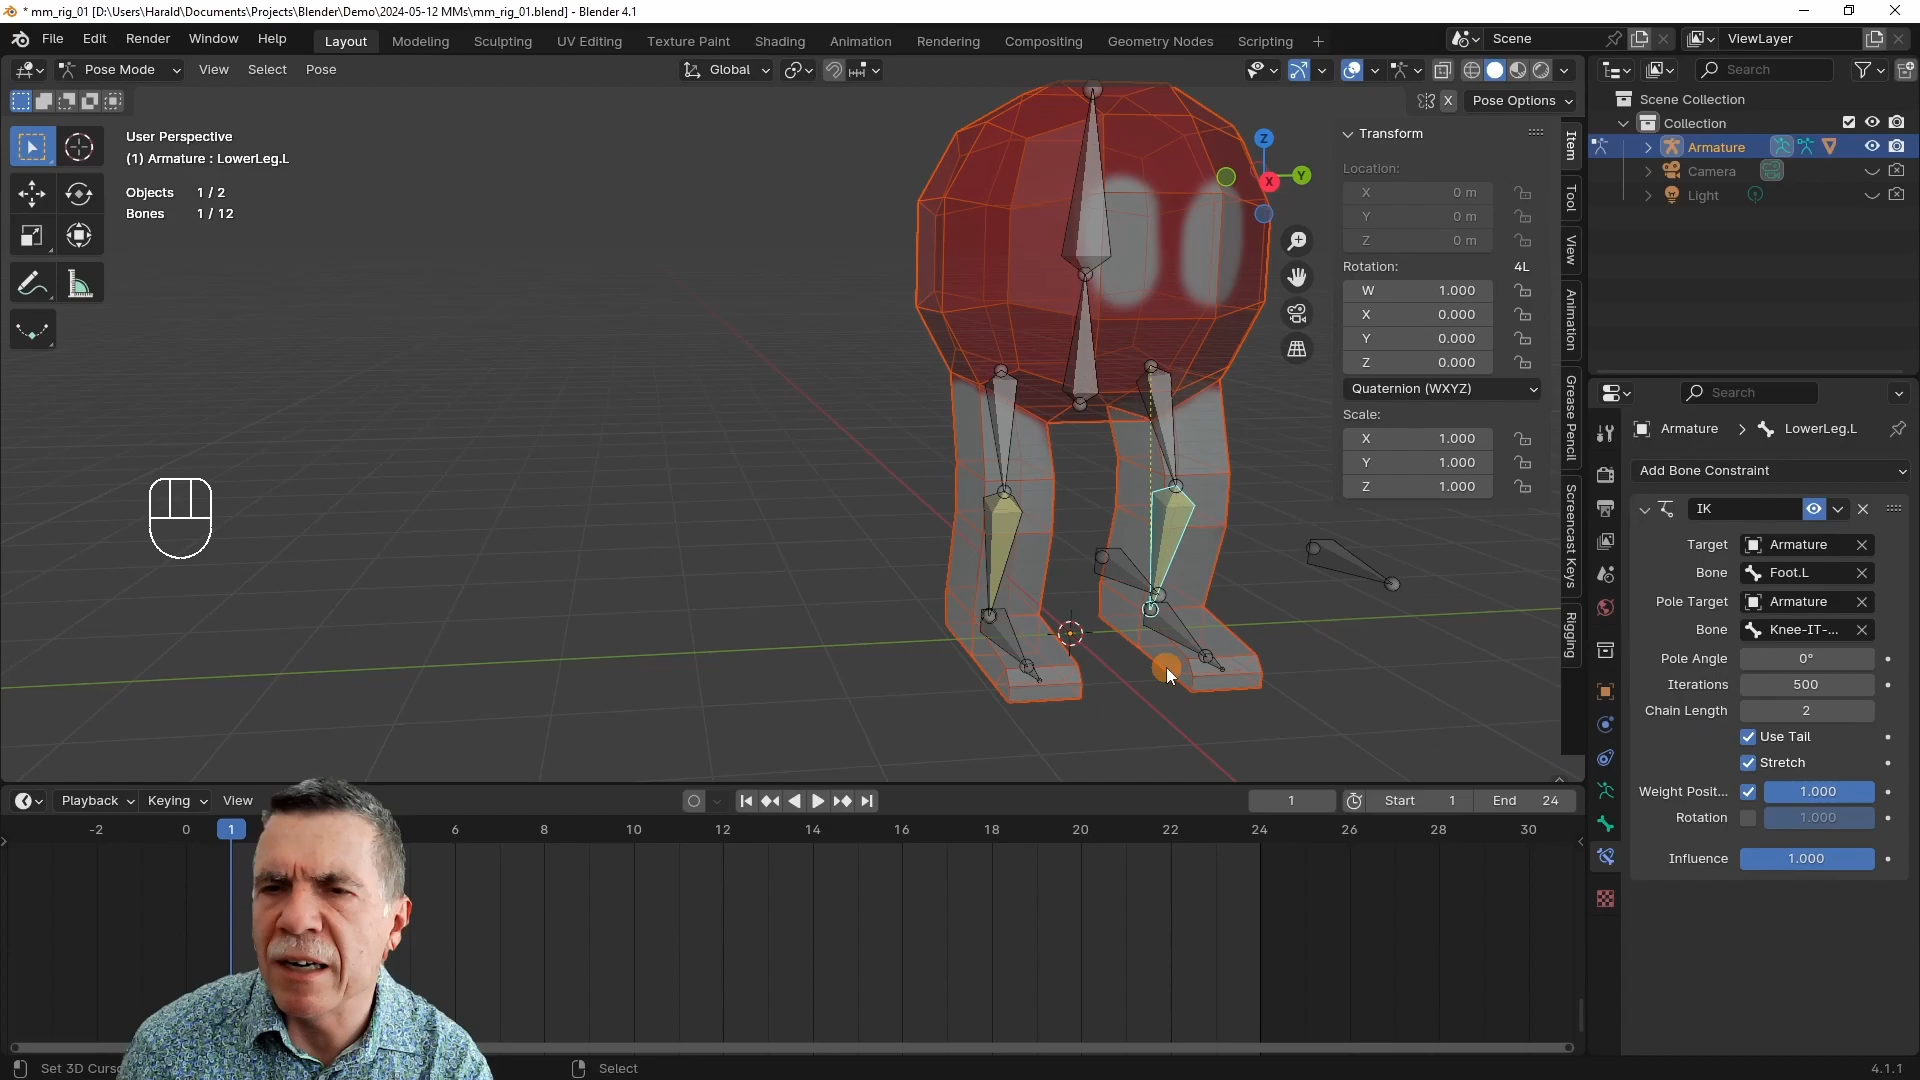 * mm_rig_01 [D:\Users\Harald\Documents\Projects\Blender\Demo\2024-05-12 MMs\mm_rig_01.blend] - Blender 4.1
File Edit Render Window Help
Layout Modeling Sculpting UV Editing Texture Paint Shading Animation Rendering Compositing Geometry Nodes Scripting
Scene
ViewLayer
Pose Mode View Select Pose
Global
Search
X Pose Options
Scene Collection
Collection
Armature
Camera
Light
User Perspective
(1) Armature : LowerLeg.L
Objects 1 / 2
Bones 1 / 12
Z
Y
X
Transform
Location:
X 0 m
Y 0 m
Z 0 m
Rotation: 4L
W 1.000
X 0.000
Y 0.000
Z 0.000
Quaternion (WXYZ)
Scale:
X 1.000
Y 1.000
Z 1.000
Item
Tool
View
Animation
Grease Pencil
Screencast Keys
Rigging
Search
Armature > LowerLeg.L
Add Bone Constraint
IK
Target Armature
Bone Foot.L
Pole Target Armature
Bone Knee-IT-...
Pole Angle 0°
Iterations 500
Chain Length 2
Use Tail
Stretch
Weight Posit... 1.000
Rotation 1.000
Influence 1.000
Playback Keying View
1 Start 1 End 24
-2 0 1 6 8 10 12 14 16 18 20 22 24 26 28 30
Set 3D Curso
Select
4.1.1